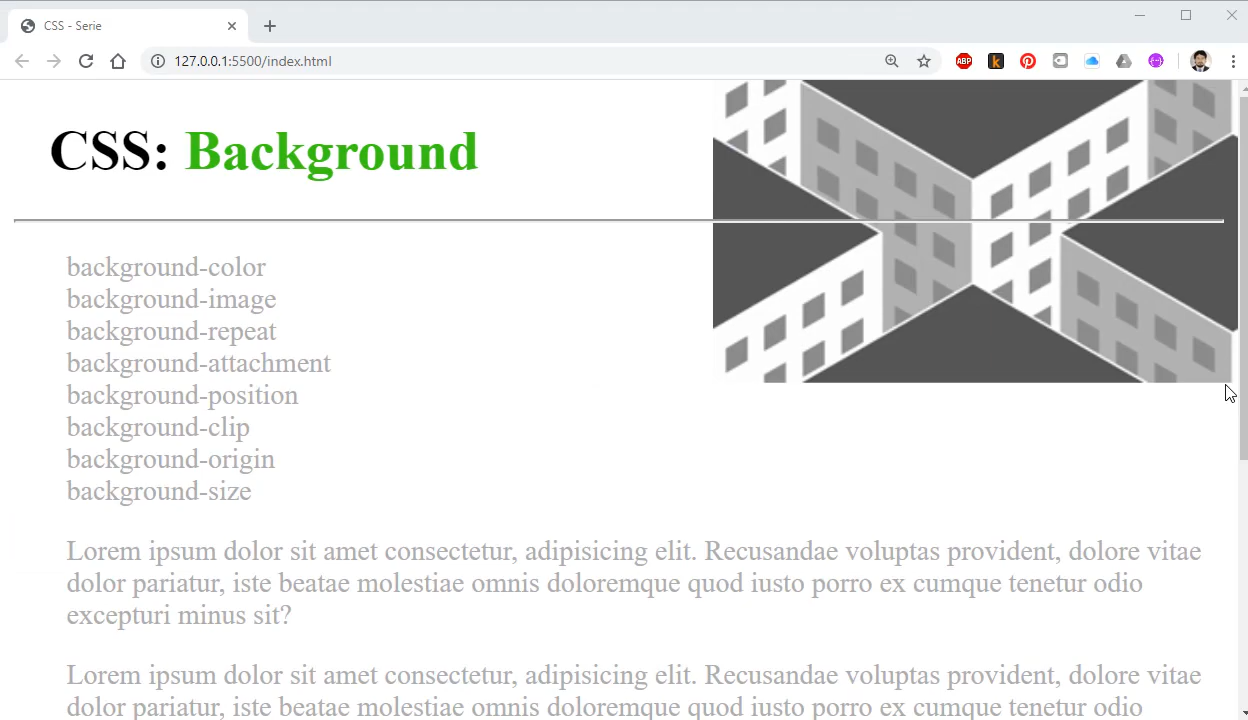 CSS - Serie
127.0.0.1:5500/index.html
ABP
k
CSS: Background
background-color
background-image
background-repeat
background-attachment
background-position
background-clip
background-origin
background-size
Lorem ipsum dolor sit amet consectetur, adipisicing elit. Recusandae voluptas provident, dolore vitae
dolor pariatur, iste beatae molestiae omnis doloremque quod iusto porro ex cumque tenetur odio
excepturi minus sit?
Lorem ipsum dolor sit amet consectetur, adipisicing elit. Recusandae voluptas provident, dolore vitae
dolor pariatur, iste beatae molestiae omnis doloremque quod iusto porro ex cumque tenetur odio